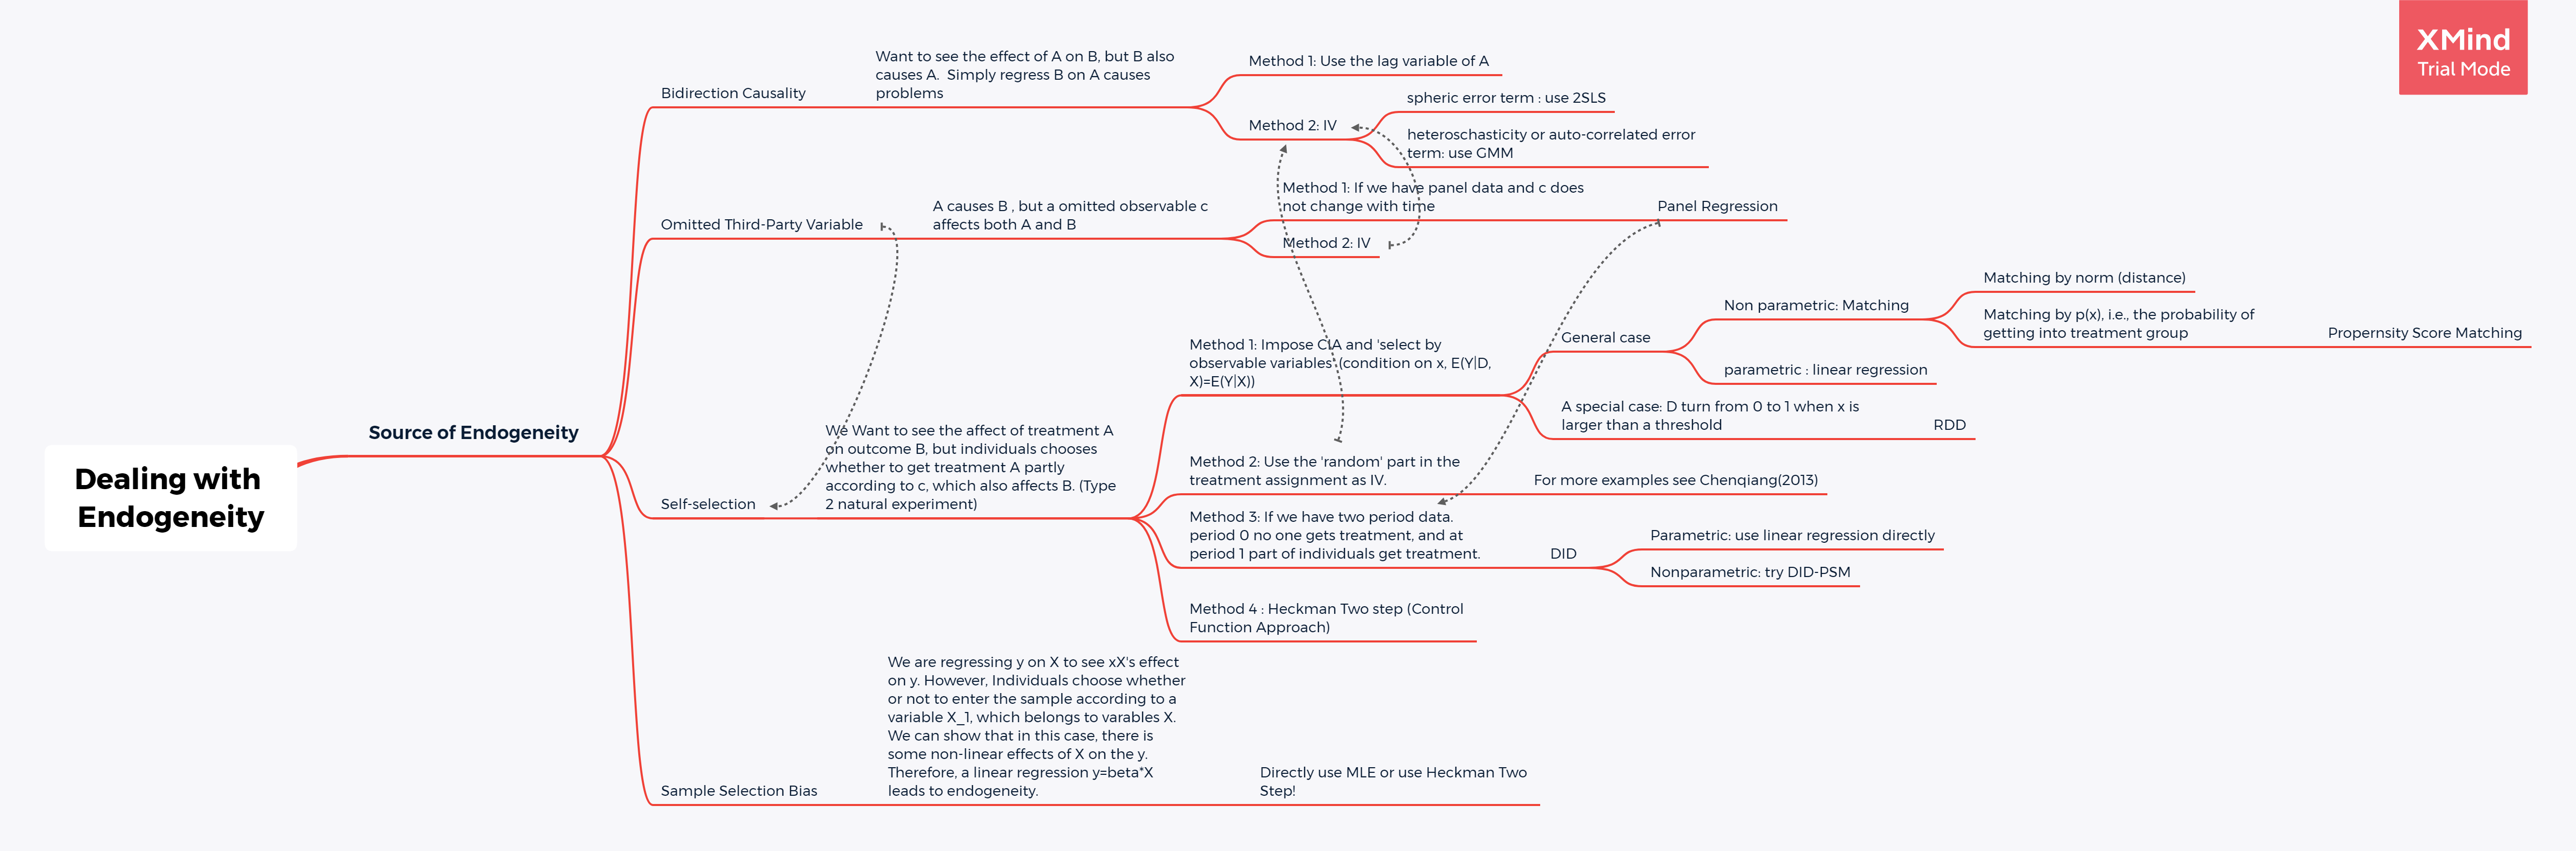 XMind
Trial Mode
Dealing with
Endogeneity
Source of Endogeneity
Bidirection Causality
Want to see the effect of A on B, but B also
causes A.  Simply regress B on A causes
problems
Method 1: Use the lag variable of A
Method 2: IV
spheric error term : use 2SLS
heteroschasticity or auto-correlated error
term: use GMM
Omitted Third-Party Variable
A causes B , but a omitted observable c
affects both A and B
Method 1: If we have panel data and c does
not change with time
Panel Regression
Method 2: IV
Self-selection
We Want to see the affect of treatment A
on outcome B, but individuals chooses
whether to get treatment A partly
according to c, which also affects B. (Type
2 natural experiment)
Method 1: Impose CIA and 'select by
observable variables' (condition on x, E(Y|D,
X)=E(Y|X))
General case
Non parametric: Matching
Matching by norm (distance)
Matching by p(x), i.e., the probability of
getting into treatment group
Propernsity Score Matching
parametric : linear regression
A special case: D turn from 0 to 1 when x is
larger than a threshold
RDD
Method 2: Use the 'random' part in the
treatment assignment as IV.
For more examples see Chenqiang(2013)
Method 3: If we have two period data.
period 0 no one gets treatment, and at
period 1 part of individuals get treatment.
DID
Parametric: use linear regression directly
Nonparametric: try DID-PSM
Method 4 : Heckman Two step (Control
Function Approach)
Sample Selection Bias
We are regressing y on X to see xX's effect
on y. However, Individuals choose whether
or not to enter the sample according to a
variable X_1, which belongs to varables X.
We can show that in this case, there is
some non-linear effects of X on the y.
Therefore, a linear regression y=beta*X
leads to endogeneity.
Directly use MLE or use Heckman Two
Step!